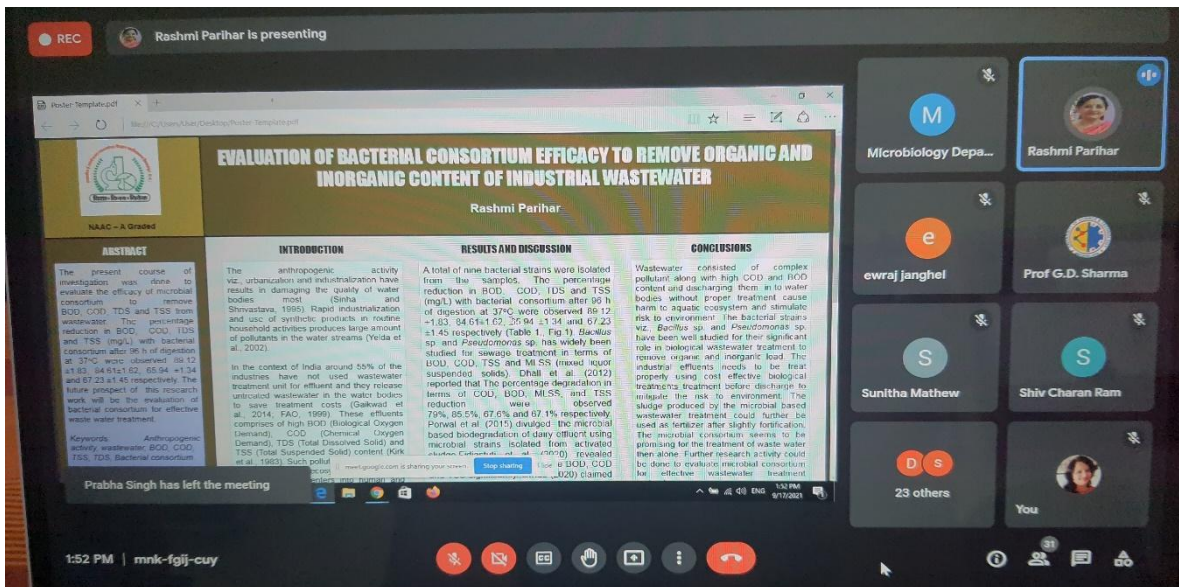 REC
Rashmi Parihar is presenting
Poster Template.pdf
EVALUATION OF BACTERIAL CONSORTIUM EFFICACY TO REMOVE ORGANIC AND
INORGANIC CONTENT OF INDUSTRIAL WASTEWATER
Rashmi Parihar
NAAC – A Graded
ABSTRACT
The present course of
investigation was done to
evaluate the efficacy of microbial
consortium to remove
BOD, COD, TDS and TSS from
wastewater. The percentage
reduction in BOD, COD, TDS
and TSS (mg/L) with bacterial
consortium after 96 h of digestion
at 37°C were observed 89.12
±1.83, 84.61±1.62, 65.94 ±1.34
and 67.23 ±1.45 respectively. The
future prospect of this research
work will be the evaluation of
bacterial consortium for effective
waste water treatment.
Keywords: Anthropogenic
activity, wastewater, BOD, COD,
TSS, TDS, Bacterial consortium
INTRODUCTION
The anthropogenic activity
viz., urbanization and industrialization have
results in damaging the quality of water
bodies most (Sinha and
Shrivastava, 1995). Rapid industrialization
and use of synthetic products in routine
household activities produces large amount
of pollutants in the water streams (Yelda et
al., 2002).
In the context of India around 55% of the
industries have not used wastewater
treatment unit for effluent and they release
untreated wastewater in the water bodies
to save treatment costs (Gaikwad et
al., 2014, FAO, 1999). These effluents
comprises of high BOD (Biological Oxygen
Demand), COD (Chemical Oxygen
Demand), TDS (Total Dissolved Solid) and
TSS (Total Suspended Solid) content (Kirk
et al., 1983). Such pollut
RESULTS AND DISCUSSION
A total of nine bacterial strains were isolated
from the samples. The percentage
reduction in BOD, COD, TDS and TSS
(mg/L) with bacterial consortium after 96 h
of digestion at 37°C were observed 89.12
±1.83, 84.61±1.62, 65.94 ±1.34 and 67.23
±1.45 respectively (Table 1., Fig.1). Bacillus
sp. and Pseudomonas sp. has widely been
studied for sewage treatment in terms of
BOD, COD, TSS and MLSS (mixed liquor
suspended solids). Dhall et al. (2012)
reported that The percentage degradation in
terms of COD, BOD, MLSS, and TSS
reduction were observed
79%, 85.5%, 67.6% and 67.1% respectively.
Porwal et al. (2015) divulged the microbial
based biodegradation of dairy effluent using
microbial strains isolated from activated
revealed
BOD, COD
claimed
CONCLUSIONS
Wastewater consisted of complex
pollutant along with high COD and BOD
content and discharging them in to water
bodies without proper treatment cause
harm to aquatic ecosystem and stimulate
risk to environment. The bacterial strains
viz., Bacillus sp. and Pseudomonas sp.
have been well studied for their significant
role in biological wastewater treatment to
remove organic and inorganic load. The
industrial effluents needs to be treat
properly using cost effective biological
treatments treatment before discharge to
mitigate the risk to environment. The
sludge produced by the microbial based
wastewater treatment could further be
used as fertilizer after slightly fortification.
The microbial consortium seems to be
promising for the treatment of waste water
then alone. Further research activity could
be done to evaluate microbial consortium
for effective wastewater treatment
meet.google.com is sharing your screen.
Stop sharing
Prabha Singh has left the meeting
ENG
1:52 PM
9/17/2021
M
Microbiology Depa...
Rashmi Parihar
e
ewraj janghel
Prof G.D. Sharma
S
Sunitha Mathew
S
Shiv Charan Ram
D
S
23 others
You
1:52 PM | mnk-fgij-cuy
CC
31